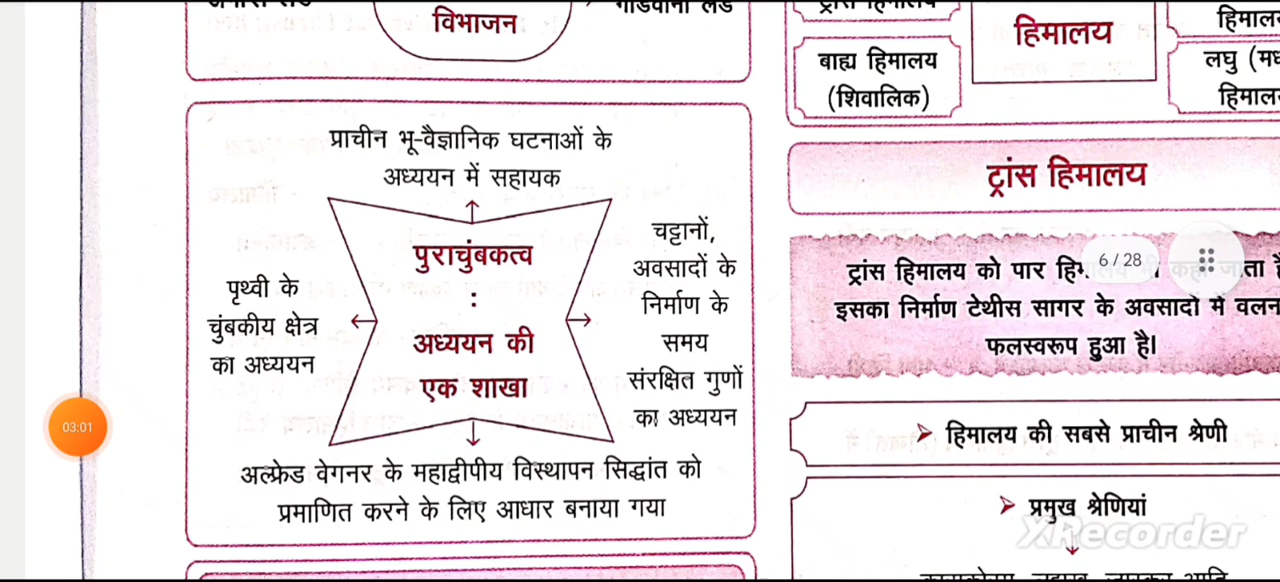 विभाजन
प्राचीन भू-वैज्ञानिक घटनाओं के
अध्ययन में सहायक
पृथ्वी के
चुंबकीय क्षेत्र
का अध्ययन
पुराचुंबकत्व
:
अध्ययन की
एक शाखा
चट्टानों,
अवसादों के
निर्माण के
समय
संरक्षित गुणों
का अध्ययन
अल्फ्रेड वेगनर के महाद्वीपीय विस्थापन सिद्धांत को
प्रमाणित करने के लिए आधार बनाया गया
बाह्य हिमालय
(शिवालिक)
हिमालय
लघु
ट्रांस हिमालय
ट्रांस हिमालय को पार हिमालय भी कहा जाता
इसका निर्माण टेथीस सागर के अवसादों में वलन
फलस्वरूप हुआ है।
6 / 28
हिमालय की सबसे प्राचीन श्रेणी
प्रमुख श्रेणियां
03:01
XRecorder